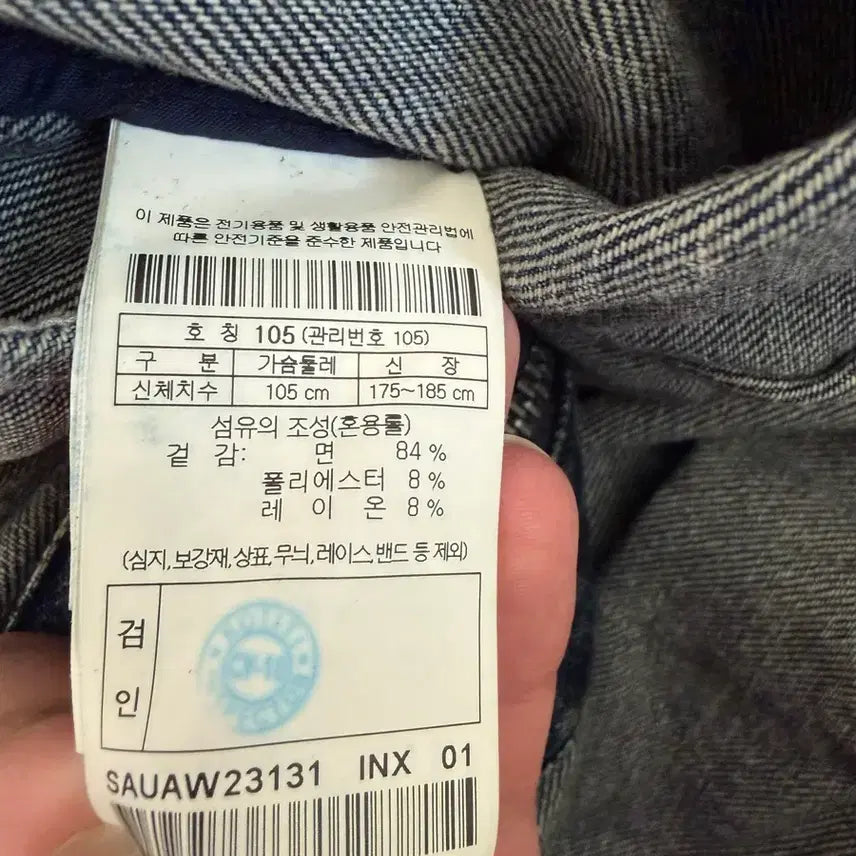 이 제품은 전기용품 및 생활용품 안전관리법에
따른 안전기준을 준수한 제품입니다
호 칭 105 (관리번호 105)
구 분 가슴둘레 신 장
신체치수 105 cm 175~185 cm
섬유의 조성(혼용률)
겉 감: 면 84 %
폴리에스터 8 %
레 이 온 8 %
(심지,보강재,상표,무늬,레이스,밴드 등 제외)
검
인
SAUAW23131 INX 01